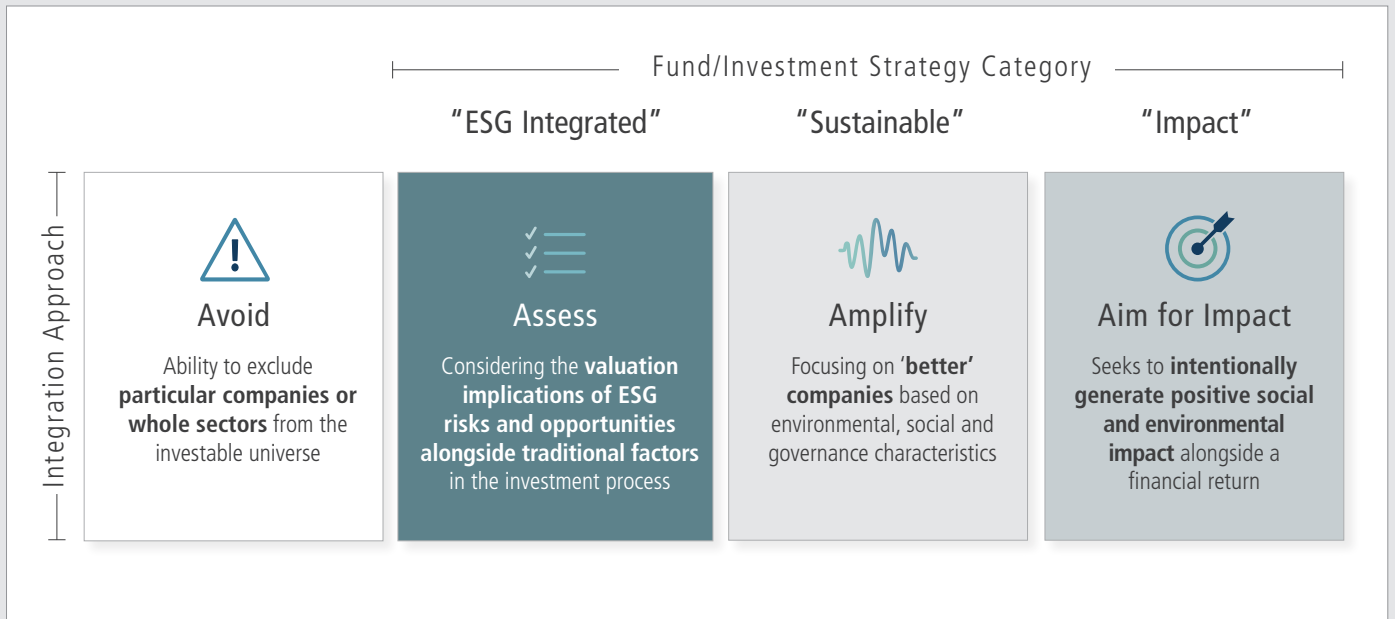 Fund/Investment Strategy Category
“ESG Integrated”
“Sustainable”
“Impact”
Integration Approach
Avoid
Ability to exclude
particular companies or
whole sectors from the
investable universe
Assess
Considering the valuation
implications of ESG
risks and opportunities
alongside traditional factors
in the investment process
Amplify
Focusing on ‘better’
companies based on
environmental, social and
governance characteristics
Aim for Impact
Seeks to intentionally
generate positive social
and environmental
impact alongside a
financial return